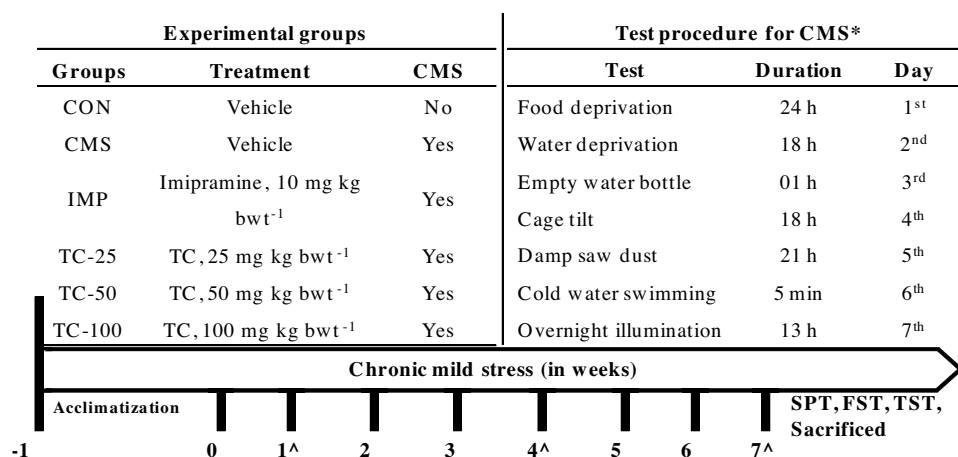 Experimental groups Test procedure for CMS*
Groups Treatment CMS Test Duration Day
CON Vehicle No Food deprivation 24 h 1st
CMS Vehicle Yes Water deprivation 18 h 2nd
IMP Imipramine, 10 mg kg bwt-1 Yes Empty water bottle 01 h 3rd
Cage tilt 18 h 4th
TC-25 TC, 25 mg kg bwt-1 Yes Damp saw dust 21 h 5th
TC-50 TC, 50 mg kg bwt-1 Yes Cold water swimming 5 min 6th
TC-100 TC, 100 mg kg bwt-1 Yes Overnight illumination 13 h 7th
Chronic mild stress (in weeks)
Acclimatization SPT, FST, TST,
Sacrificed
-1 0 1^ 2 3 4^ 5 6 7^